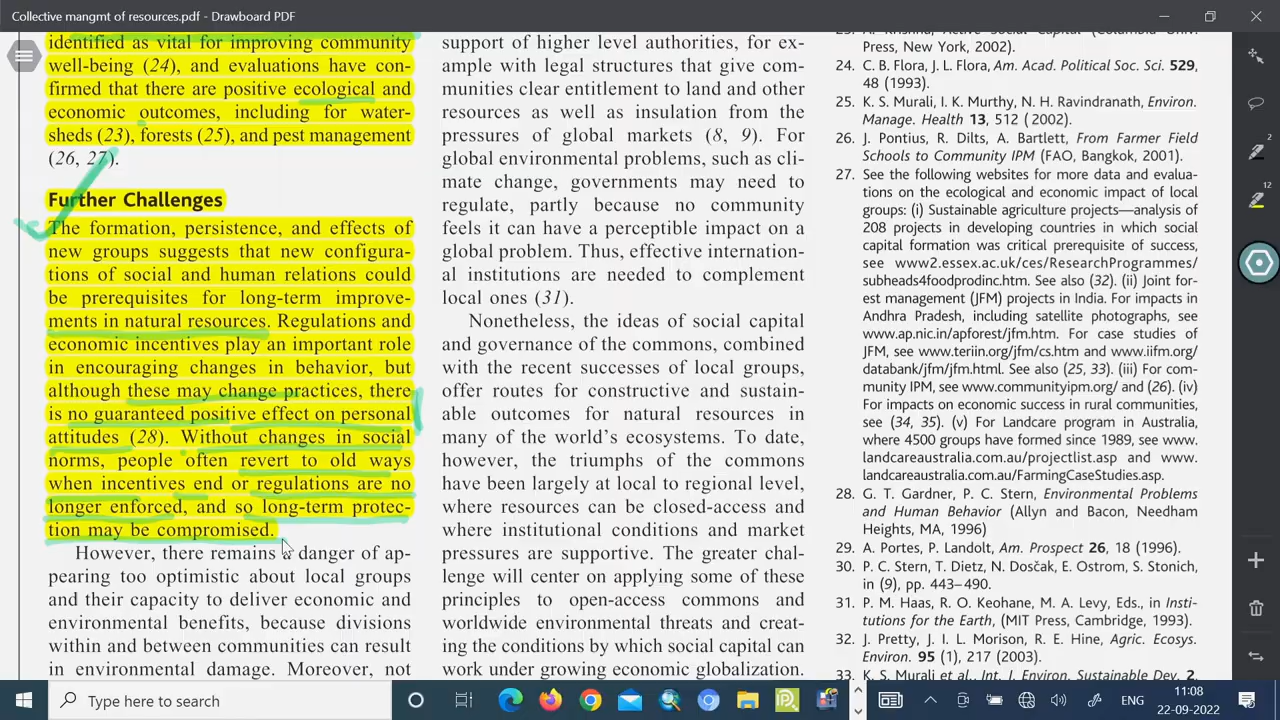 Collective mangmt of resources.pdf - Drawboard PDF
identified as vital for improving community
well-being (24), and evaluations have con-
firmed that there are positive ecological and
economic outcomes, including for water-
sheds (23), forests (25), and pest management
(26, 27).
Further Challenges
The formation, persistence, and effects of
new groups suggests that new configura-
tions of social and human relations could
be prerequisites for long-term improve-
ments in natural resources. Regulations and
economic incentives play an important role
in encouraging changes in behavior, but
although these may change practices, there
is no guaranteed positive effect on personal
attitudes (28). Without changes in social
norms, people often revert to old ways
when incentives end or regulations are no
longer enforced, and so long-term protec-
tion may be compromised.
However, there remains a danger of ap-
pearing too optimistic about local groups
and their capacity to deliver economic and
environmental benefits, because divisions
within and between communities can result
in environmental damage. Moreover, not
support of higher level authorities, for ex-
ample with legal structures that give com-
munities clear entitlement to land and other
resources as well as insulation from the
pressures of global markets (8, 9). For
global environmental problems, such as cli-
mate change, governments may need to
regulate, partly because no community
feels it can have a perceptible impact on a
global problem. Thus, effective internation-
al institutions are needed to complement
local ones (31).
Nonetheless, the ideas of social capital
and governance of the commons, combined
with the recent successes of local groups,
offer routes for constructive and sustain-
able outcomes for natural resources in
many of the world's ecosystems. To date,
however, the triumphs of the commons
have been largely at local to regional level,
where resources can be closed-access and
where institutional conditions and market
pressures are supportive. The greater chal-
lenge will center on applying some of these
principles to open-access commons and
worldwide environmental threats and creat-
ing the conditions by which social capital can
work under growing economic globalization.
23. A. Krishna, Active Social Capital (Columbia Univ.
Press, New York, 2002).
24. C. B. Flora, J. L. Flora, Am. Acad. Political Soc. Sci. 529,
48 (1993).
25. K. S. Murali, I. K. Murthy, N. H. Ravindranath, Environ.
Manage. Health 13, 512 (2002).
26. J. Pontius, R. Dilts, A. Bartlett, From Farmer Field
Schools to Community IPM (FAO, Bangkok, 2001).
27. See the following websites for more data and evalua-
tions on the ecological and economic impact of local
groups: (i) Sustainable agriculture projects—analysis of
208 projects in developing countries in which social
capital formation was critical prerequisite of success,
see www2.essex.ac.uk/ces/ResearchProgrammes/
subheads4foodprodinc.htm. See also (32). (ii) Joint for-
est management (JFM) projects in India. For impacts in
Andhra Pradesh, including satellite photographs, see
www.ap.nic.in/apforest/jfm.htm. For case studies of
JFM, see www.teriin.org/jfm/cs.htm and www.iifm.org/
databank/jfm/jfm.html. See also (25, 33). (iii) For com-
munity IPM, see www.communityipm.org/ and (26). (iv)
For impacts on economic success in rural communities,
see (34, 35). (v) For Landcare program in Australia,
where 4500 groups have formed since 1989, see www.
landcareaustralia.com.au/projectlist.asp and www.
landcareaustralia.com.au/FarmingCaseStudies.asp.
28. G. T. Gardner, P. C. Stern, Environmental Problems
and Human Behavior (Allyn and Bacon, Needham
Heights, MA, 1996)
29. A. Portes, P. Landolt, Am. Prospect 26, 18 (1996).
30. P. C. Stern, T. Dietz, N. Dosčak, E. Ostrom, S. Stonich,
in (9), pp. 443–490.
31. P. M. Haas, R. O. Keohane, M. A. Levy, Eds., in Insti-
tutions for the Earth, (MIT Press, Cambridge, 1993).
32. J. Pretty, J. I. L. Morison, R. E. Hine, Agric. Ecosys.
Environ. 95 (1), 217 (2003).
33. K. S. Murali et al., Int. J. Environ. Sustainable Dev. 2,
2
12
Type here to search
ENG
11:08
22-09-2022